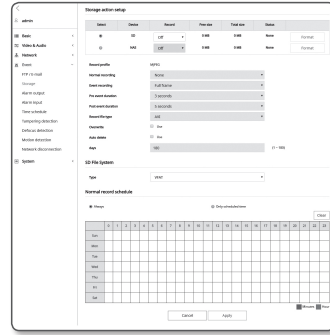 admin
Basic
Video & Audio
Network
Event
FTP / E-mail
Storage
Alarm output
Alarm input
Time schedule
Tampering detection
Defocus detection
Motion detection
Network disconnection
System
Storage action setup
Select Device Record Free size Total size Status
SD Off 0 MB 0 MB None Format
NAS Off 0 MB 0 MB None Format
Record profile MJPEG
Normal recording None
Event recording Full frame
Pre event duration 5 seconds
Post event duration 5 seconds
Record file type AVI
Overwrite Use
Auto delete Use
Days 180 (1 ~ 180)
SD File System
Type VFAT
Normal record schedule
Always Only scheduled time
Clear
0 1 2 3 4 5 6 7 8 9 10 11 12 13 14 15 16 17 18 19 20 21 22 23
Sun
Mon
Tue
Wed
Thu
Fri
Sat
Minutes Hour
Cancel Apply